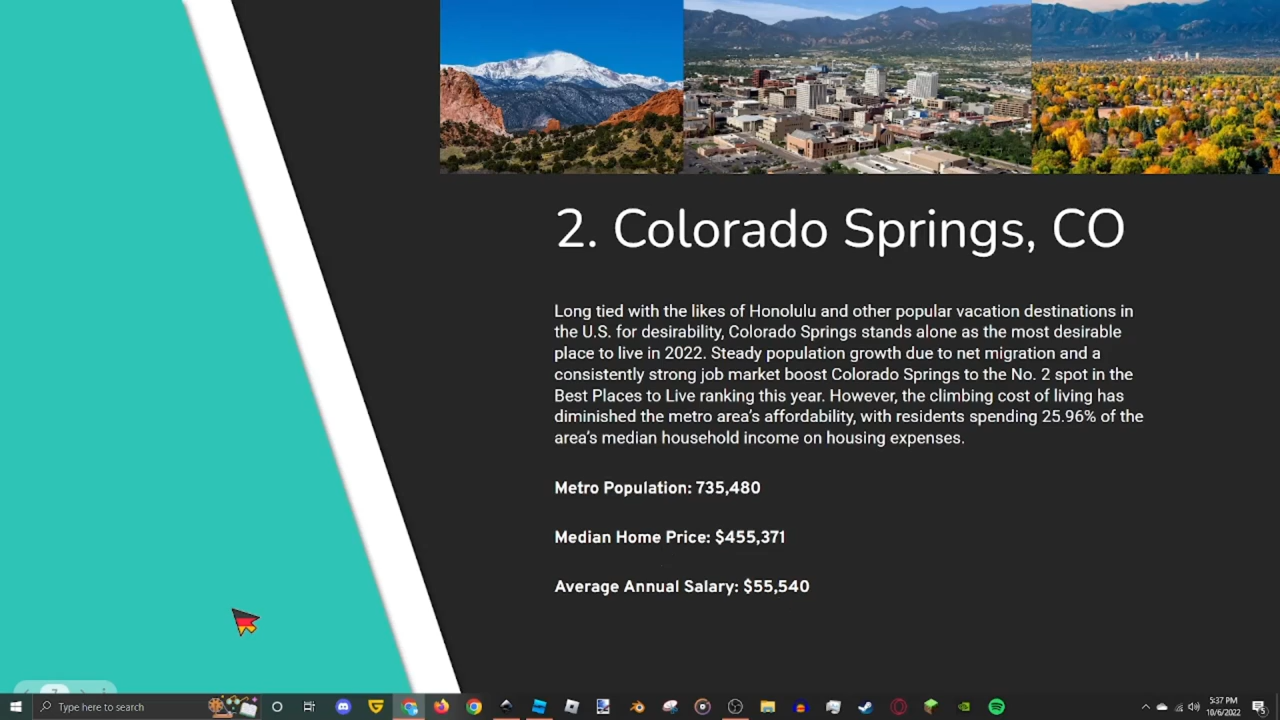 2. Colorado Springs, CO
Long tied with the likes of Honolulu and other popular vacation destinations in
the U.S. for desirability, Colorado Springs stands alone as the most desirable
place to live in 2022. Steady population growth due to net migration and a
consistently strong job market boost Colorado Springs to the No. 2 spot in the
Best Places to Live ranking this year. However, the climbing cost of living has
diminished the metro area’s affordability, with residents spending 25.96% of the
area’s median household income on housing expenses.
Metro Population: 735,480
Median Home Price: $455,371
Average Annual Salary: $55,540
7
Type here to search
5:37 PM
10/6/2022
5